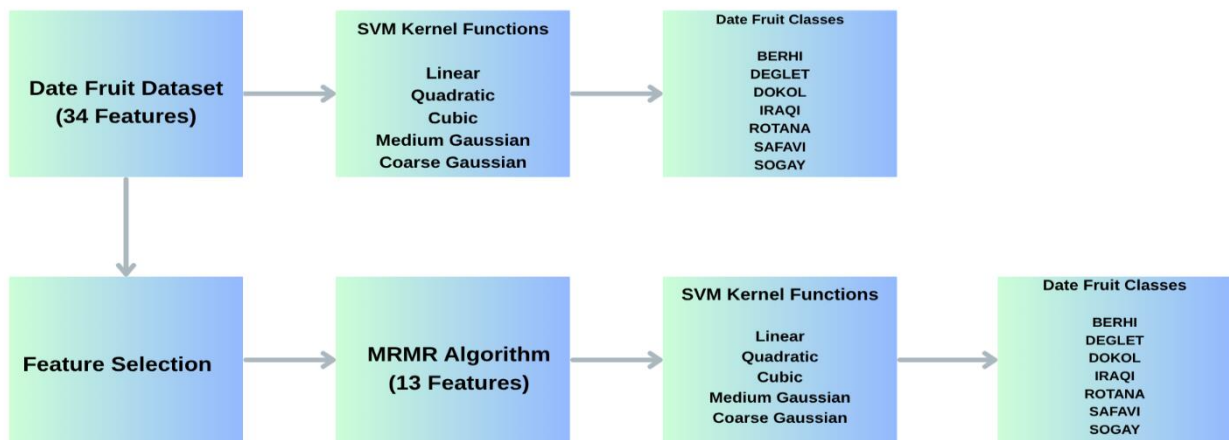 Date Fruit Dataset
(34 Features)
SVM Kernel Functions
Linear
Quadratic
Cubic
Medium Gaussian
Coarse Gaussian
Date Fruit Classes
BERHI
DEGLET
DOKOL
IRAQI
ROTANA
SAFAVI
SOGAY
Feature Selection
MRMR Algorithm
(13 Features)
SVM Kernel Functions
Linear
Quadratic
Cubic
Medium Gaussian
Coarse Gaussian
Date Fruit Classes
BERHI
DEGLET
DOKOL
IRAQI
ROTANA
SAFAVI
SOGAY